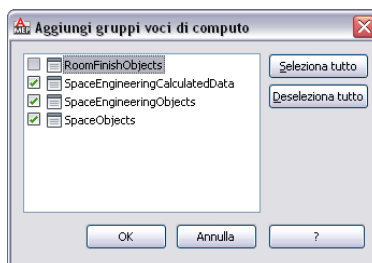 Aggiungi gruppi voci di computo
RoomFinishObjects
SpaceEngineeringCalculatedData
SpaceEngineeringObjects
SpaceObjects
Seleziona tutto
Deseleziona tutto
OK
Annulla
?